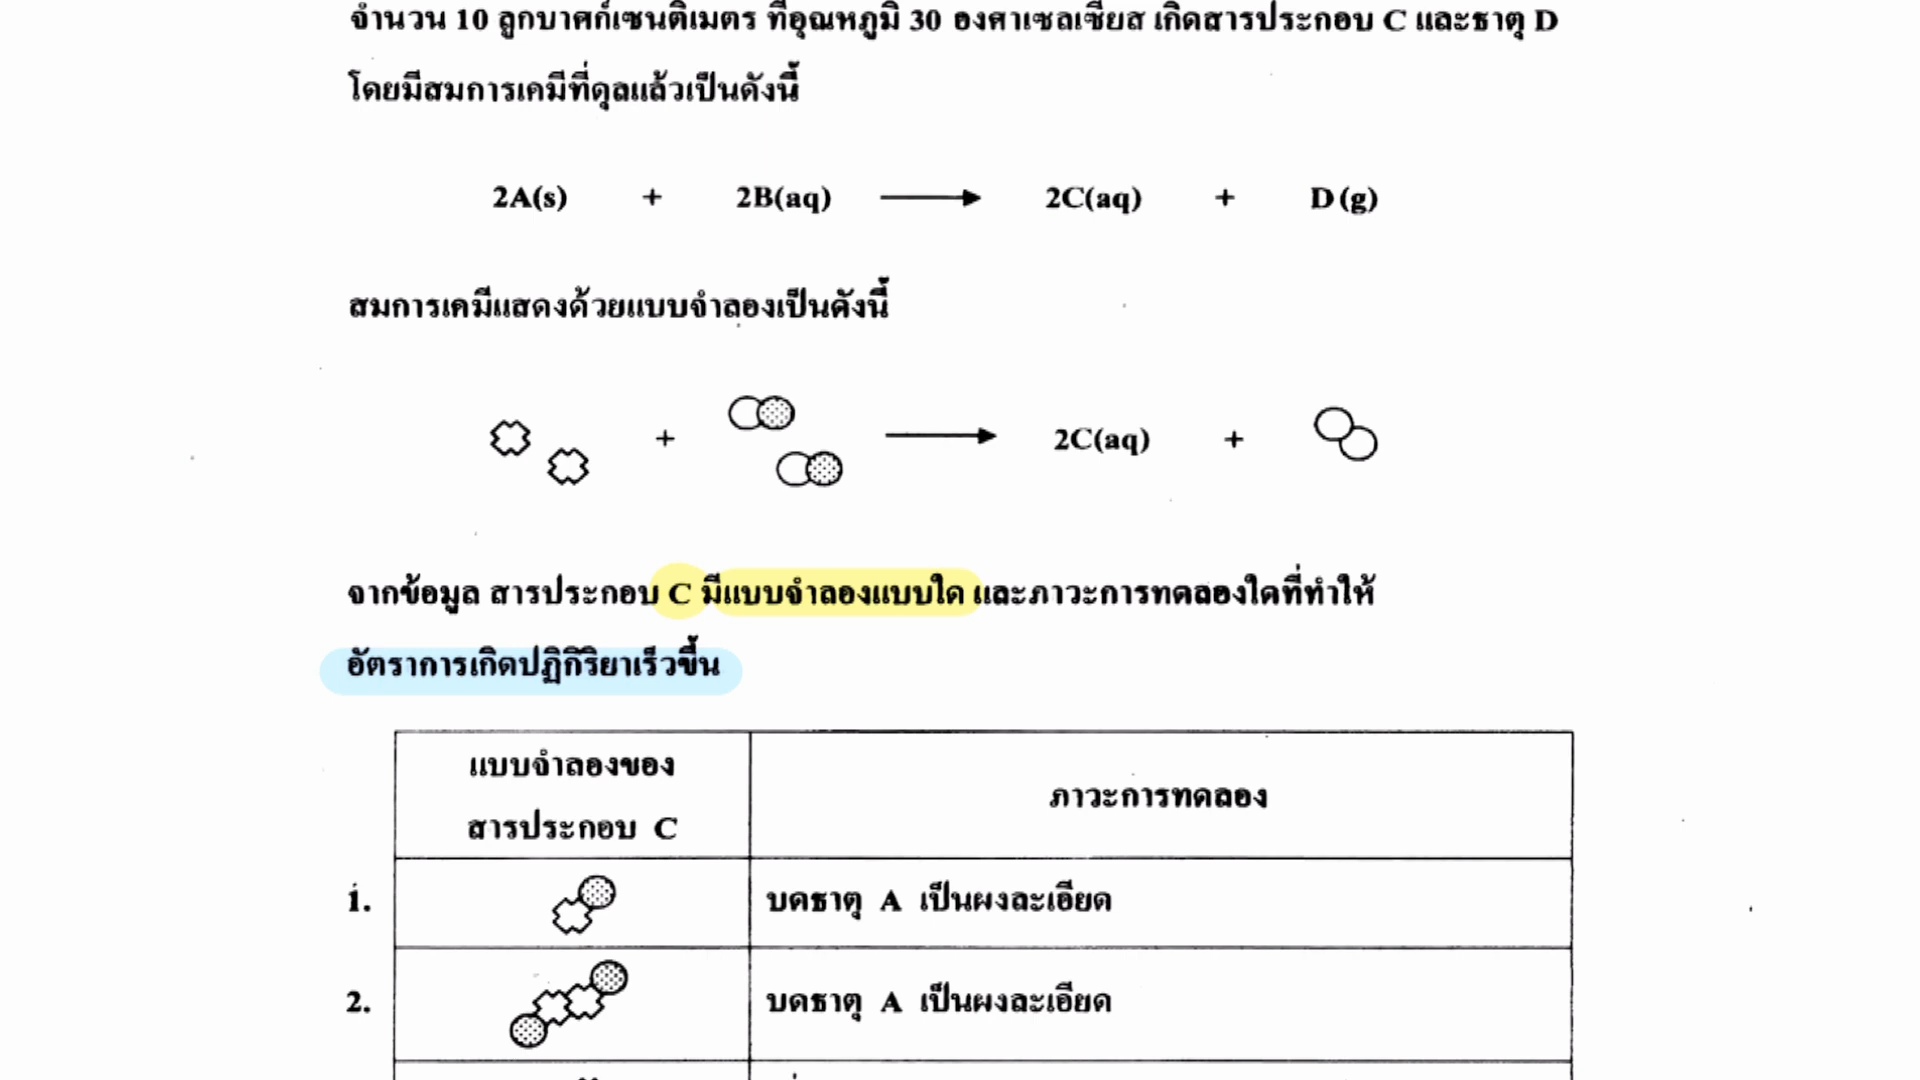 จำนวน 10 ลูกบาศก์เซนติเมตร ที่อุณหภูมิ 30 องศาเซลเซียส เกิดสารประกอบ C และธาตุ D
โดยมีสมการเคมีที่ดุลแล้วเป็นดังนี้
2A(s) + 2B(aq) → 2C(aq) + D(g)
สมการเคมีแสดงด้วยแบบจำลองเป็นดังนี้
+ → 2C(aq) +
จากข้อมูล สารประกอบ C มีแบบจำลองแบบใด และภาวะการทดลองใดที่ทำให้
อัตราการเกิดปฏิกิริยาเร็วขึ้น
แบบจำลองของ
สารประกอบ C
ภาวะการทดลอง
1. บดธาตุ A เป็นผงละเอียด
2. บดธาตุ A เป็นผงละเอียด